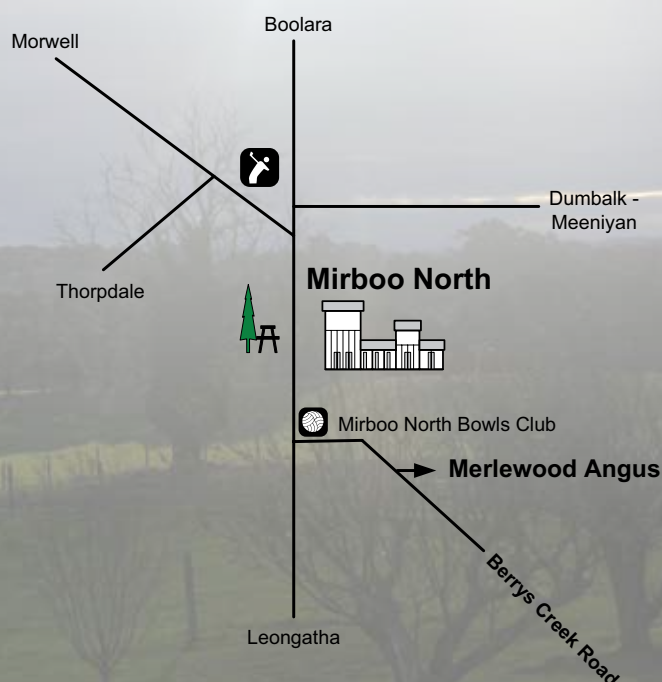 Boolara
Morwell
Dumbalk -
Meeniyan
Mirboo North
Thorpdale
Mirboo North Bowls Club
Merlewood Angus
Berrys Creek Road
Leongatha